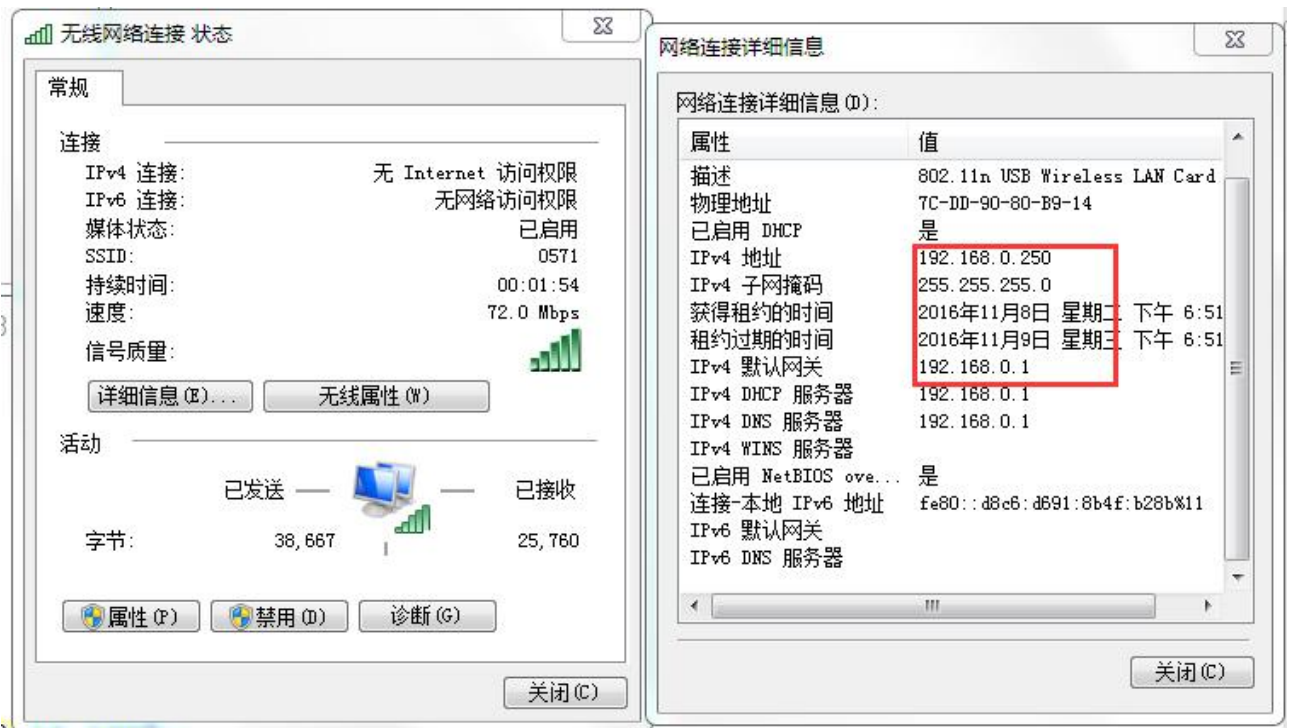 无线网络连接 状态
常规
连接
IPv4 连接: 无 Internet 访问权限
IPv6 连接: 无网络访问权限
媒体状态: 已启用
SSID: 0571
持续时间: 00:01:54
速度: 72.0 Mbps
信号质量:
详细信息(E)... 无线属性(W)
活动
已发送 — — 已接收
字节: 38,667 25,760
属性(P) 禁用(D) 诊断(G)
关闭(C)
网络连接详细信息
网络连接详细信息(D):
属性 值
描述 802.11n USB Wireless LAN Card
物理地址 7C-DD-90-80-B9-14
已启用 DHCP 是
IPv4 地址 192.168.0.250
IPv4 子网掩码 255.255.255.0
获得租约的时间 2016年11月8日 星期二 下午 6:51
租约过期的时间 2016年11月9日 星期三 下午 6:51
IPv4 默认网关 192.168.0.1
IPv4 DHCP 服务器 192.168.0.1
IPv4 DNS 服务器 192.168.0.1
IPv4 WINS 服务器
已启用 NetBIOS ove... 是
连接-本地 IPv6 地址 fe80::d8c6:d691:8b4f:b28b%11
IPv6 默认网关
IPv6 DNS 服务器
关闭(C)